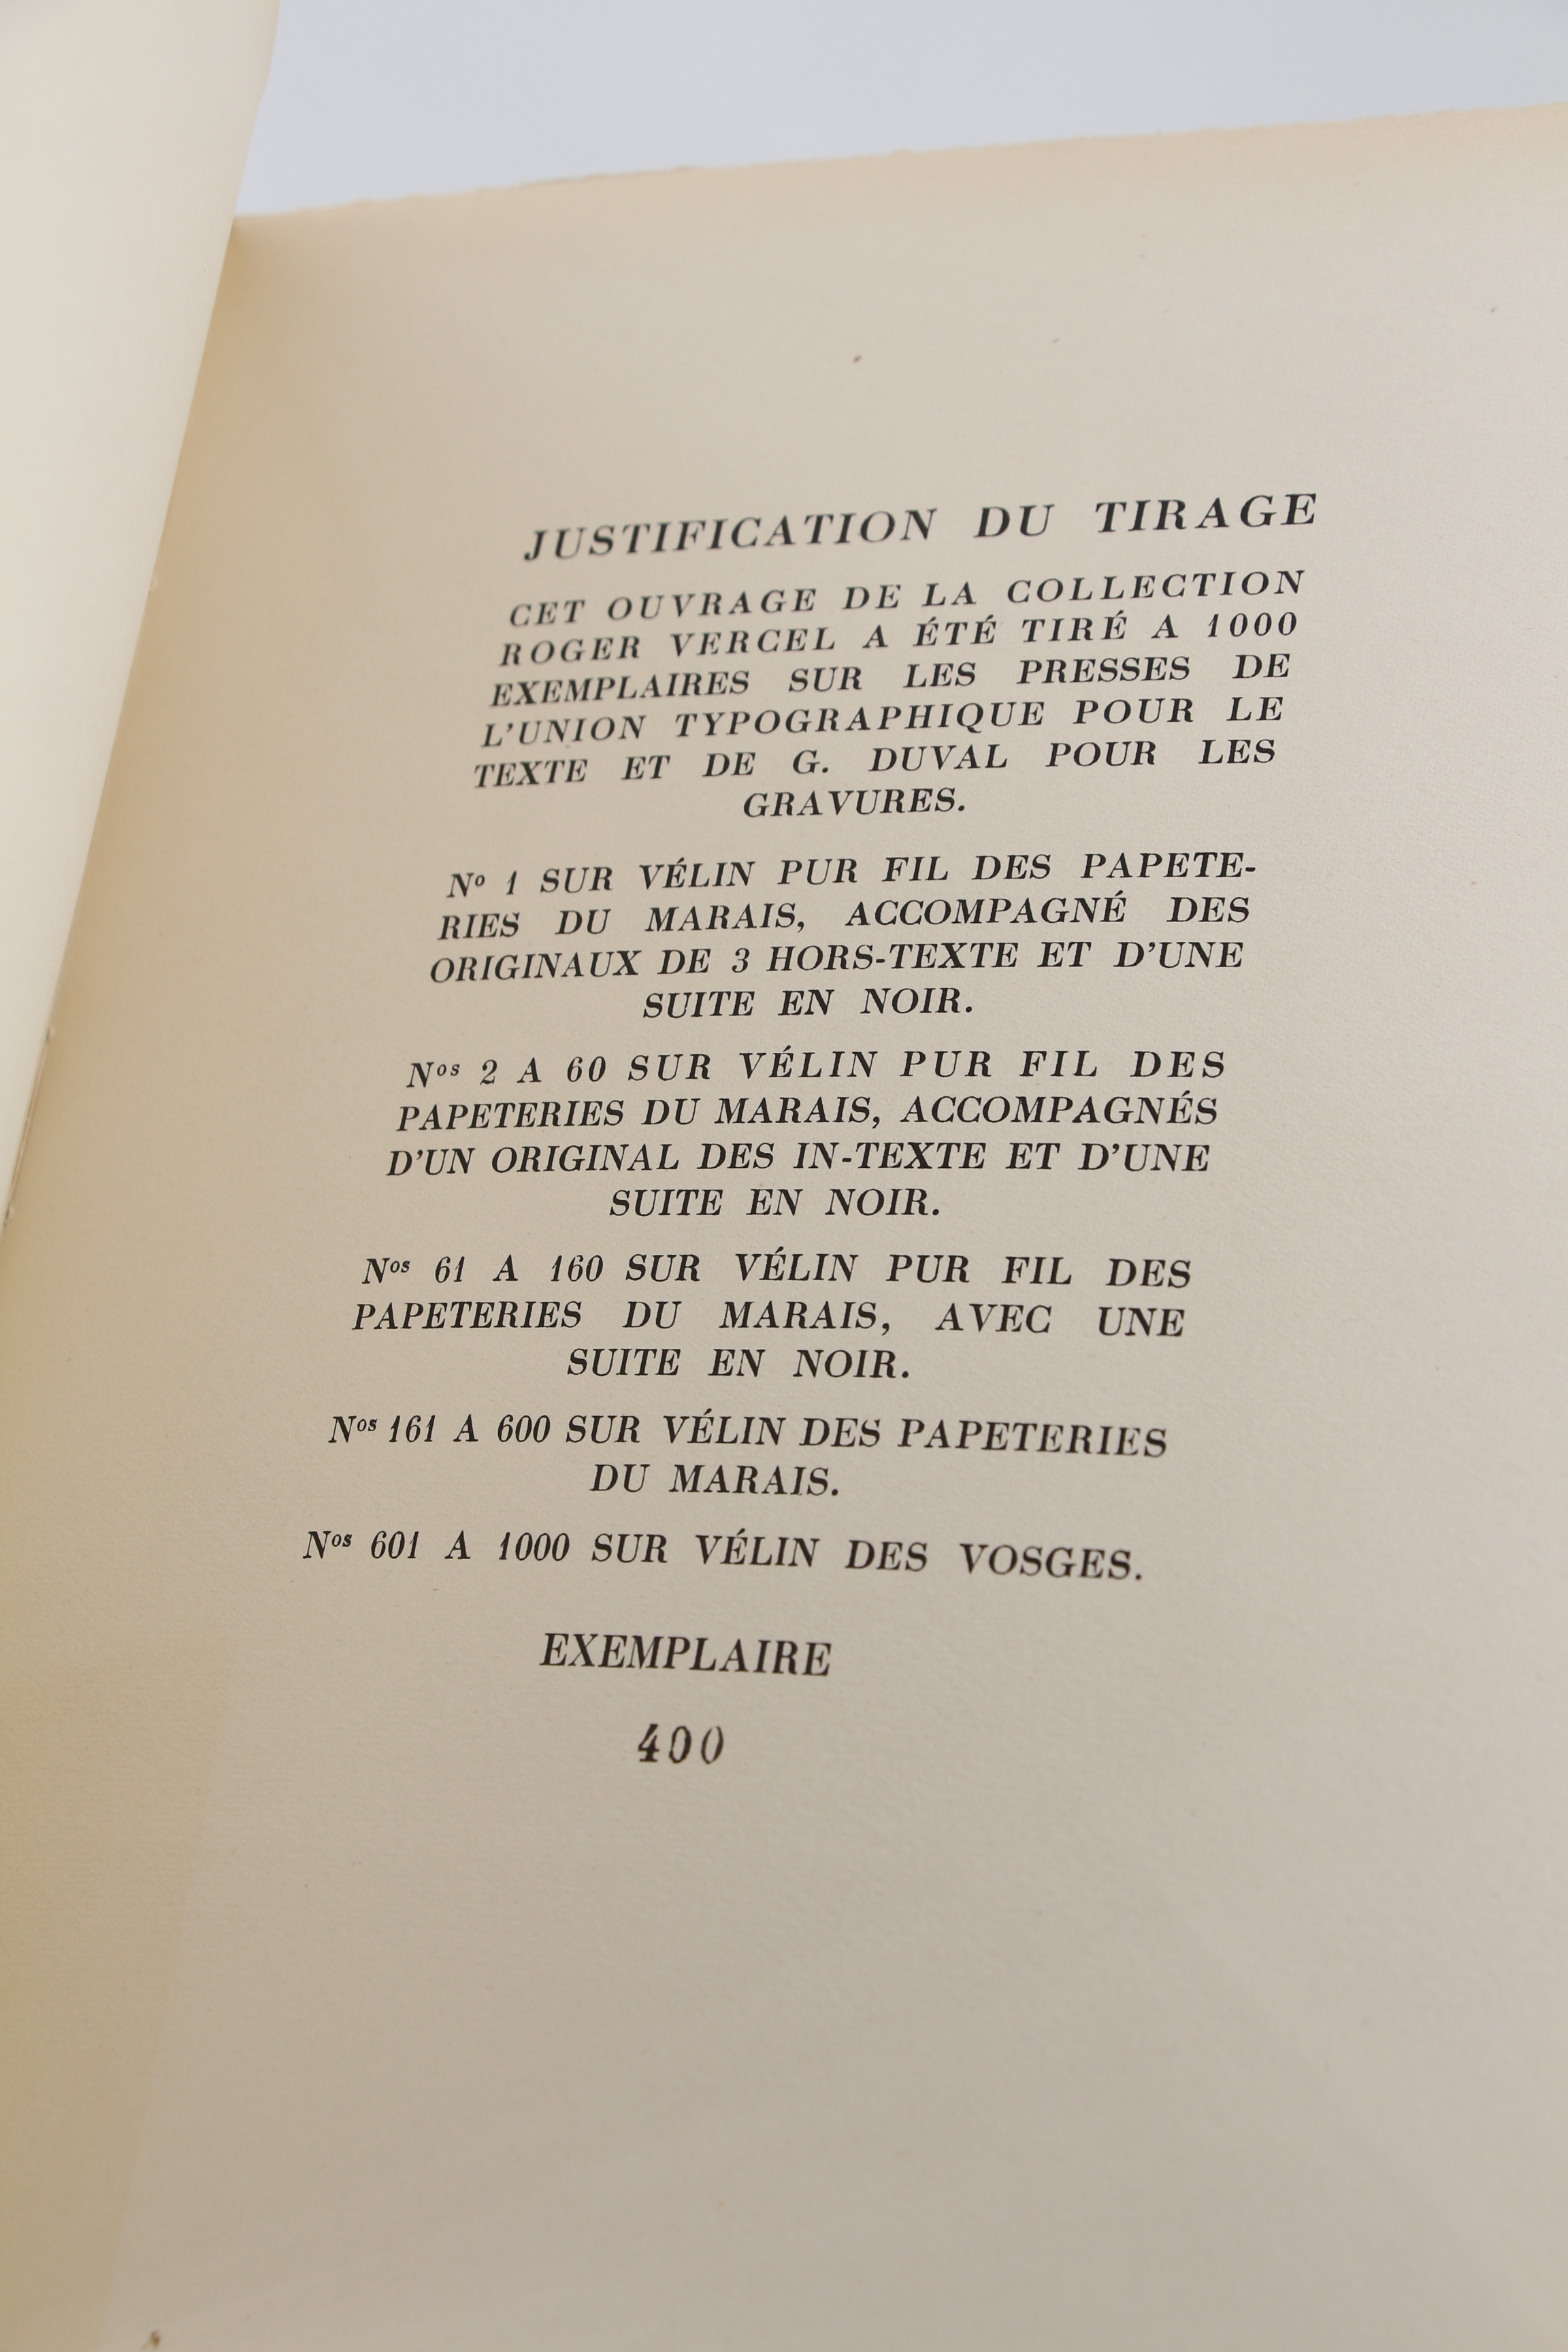 JUSTIFICATION DU TIRAGE
CET OUVRAGE DE LA COLLECTION
ROGER VERCEL A ÉTÉ TIRÉ A 1000
EXEMPLAIRES SUR LES PRESSES DE
L'UNION TYPOGRAPHIQUE POUR LE
TEXTE ET DE G. DUVAL POUR LES
GRAVURES.
Nº 1 SUR VÉLIN PUR FIL DES PAPETE-
RIES DU MARAIS, ACCOMPAGNÉ DES
ORIGINAUX DE 3 HORS-TEXTE ET D'UNE
SUITE EN NOIR.
Nos 2 A 60 SUR VÉLIN PUR FIL DES
PAPETERIES DU MARAIS, ACCOMPAGNÉS
D'UN ORIGINAL DES IN-TEXTE ET D'UNE
SUITE EN NOIR.
Nos 61 A 160 SUR VÉLIN PUR FIL DES
PAPETERIES DU MARAIS, AVEC UNE
SUITE EN NOIR.
Nos 161 A 600 SUR VÉLIN DES PAPETERIES
DU MARAIS.
Nos 601 A 1000 SUR VÉLIN DES VOSGES.
EXEMPLAIRE
400